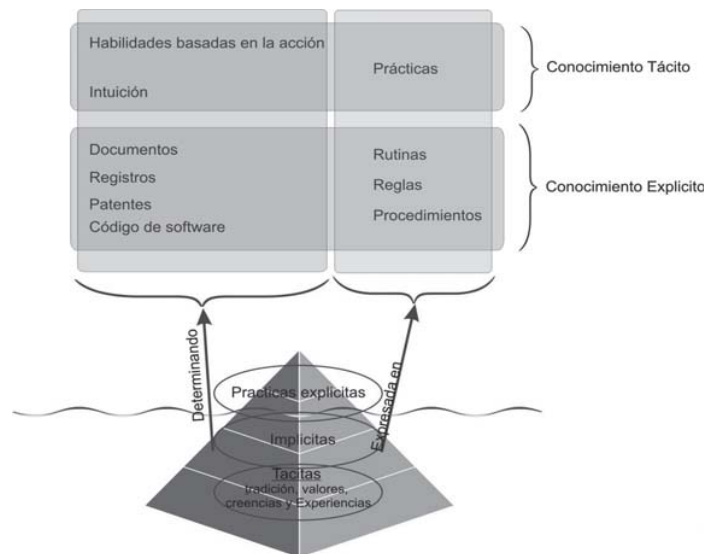 Habilidades basadas en la acción
Prácticas
Conocimiento Tácito
Intuición
Documentos
Rutinas
Registros
Reglas
Conocimiento Explicito
Patentes
Procedimientos
Código de software
Determinando
Expresada en
Practicas explicitas
Implicitas
Tacitas
tradición, valores,
creencias y Experiencias